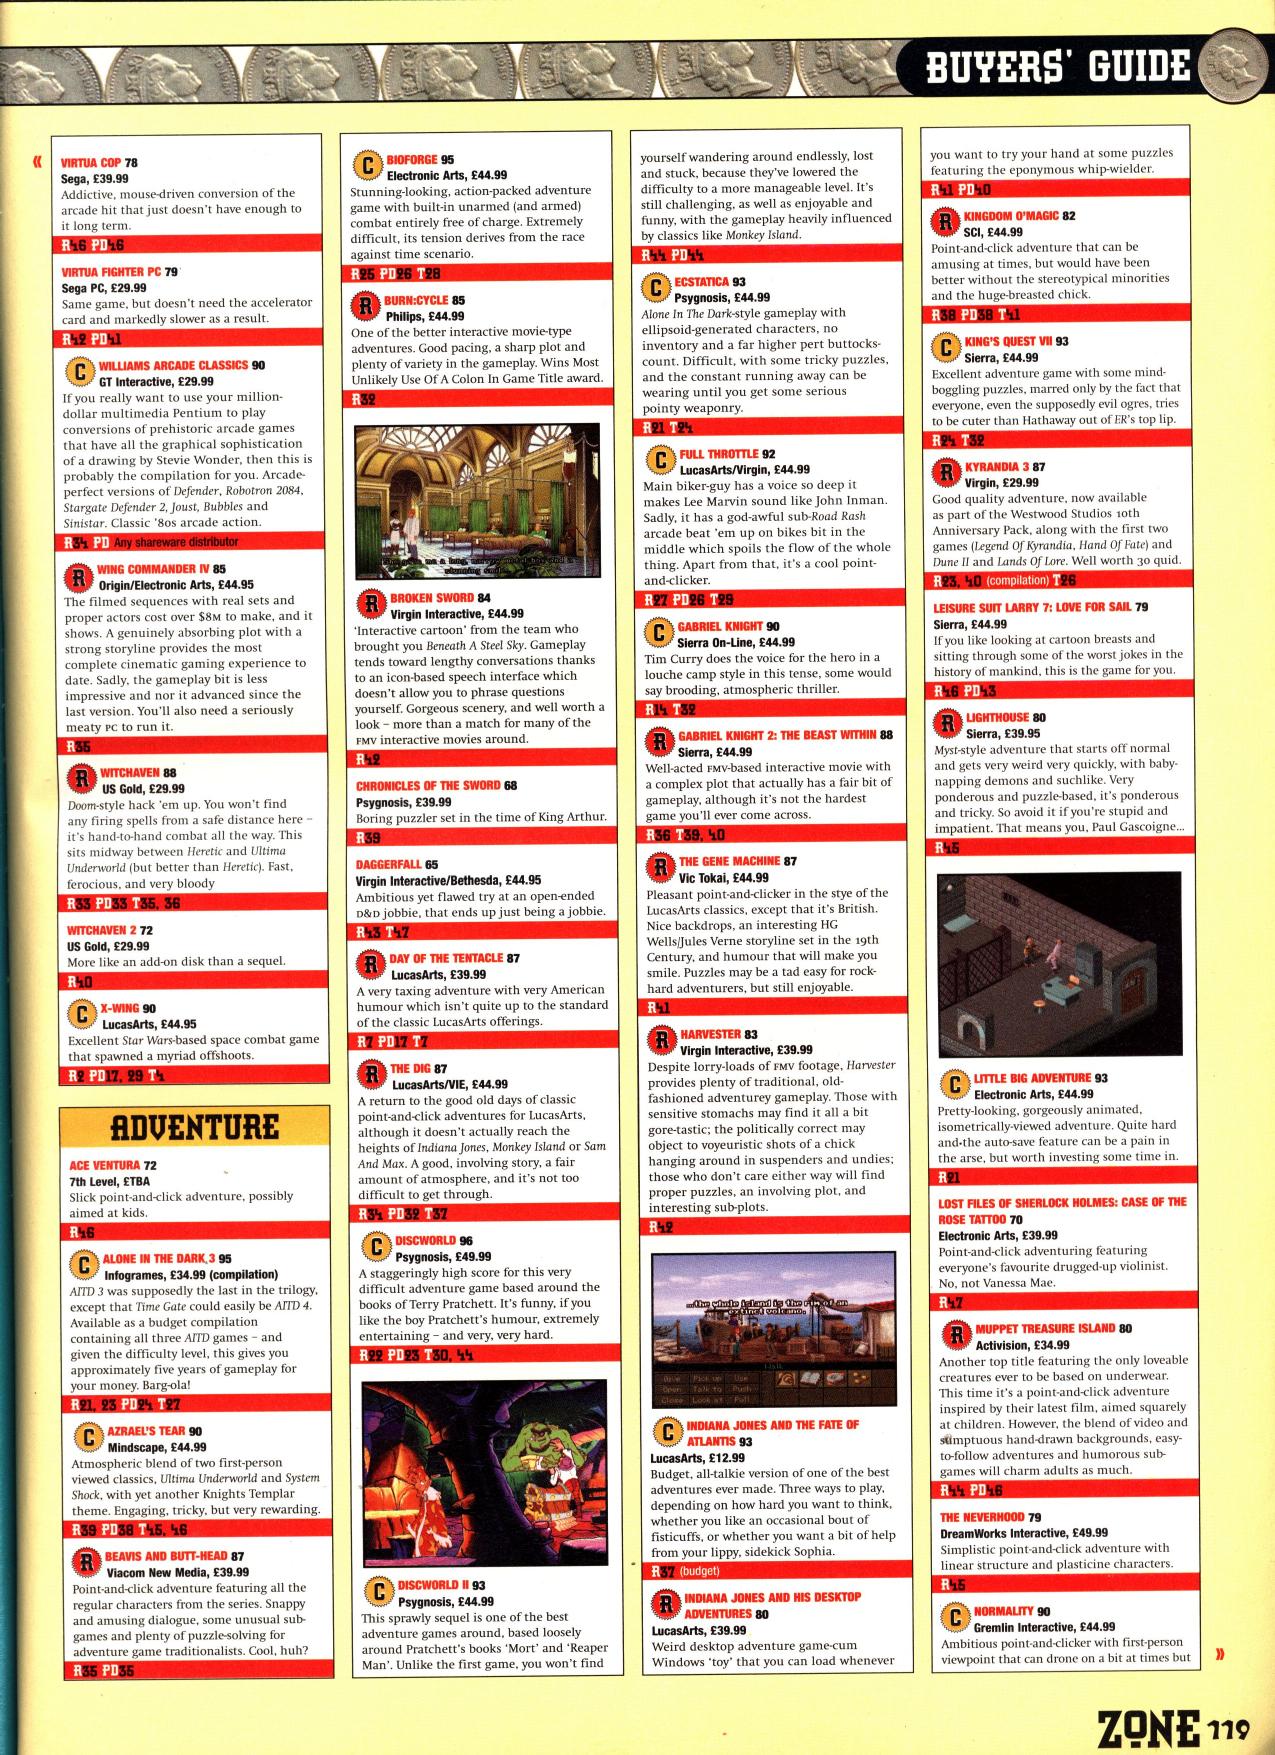 BUYERS' GUIDE
«
VIRTUA COP 78
Sega, £39.99
Addictive, mouse-driven conversion of the
arcade hit that just doesn't have enough to
it long term.
R46 PD46
VIRTUA FIGHTER PC 79
Sega PC, £29.99
Same game, but doesn't need the accelerator
card and markedly slower as a result.
R42 PD41
C WILLIAMS ARCADE CLASSICS 90
GT Interactive, £29.99
If you really want to use your million-
dollar multimedia Pentium to play
conversions of prehistoric arcade games
that have all the graphical sophistication
of a drawing by Stevie Wonder, then this is
probably the compilation for you. Arcade-
perfect versions of Defender, Robotron 2084,
Stargate Defender 2, Joust, Bubbles and
Sinistar. Classic '80s arcade action.
R34 PD Any shareware distributor
R WING COMMANDER IV 85
Origin/Electronic Arts, £44.95
The filmed sequences with real sets and
proper actors cost over $8M to make, and it
shows. A genuinely absorbing plot with a
strong storyline provides the most
complete cinematic gaming experience to
date. Sadly, the gameplay bit is less
impressive and nor it advanced since the
last version. You'll also need a seriously
meaty PC to run it.
R35
R WITCHAVEN 88
US Gold, £29.99
Doom-style hack 'em up. You won't find
any firing spells from a safe distance here –
it's hand-to-hand combat all the way. This
sits midway between Heretic and Ultima
Underworld (but better than Heretic). Fast,
ferocious, and very bloody
R33 PD33 T35, 36
WITCHAVEN 2 72
US Gold, £29.99
More like an add-on disk than a sequel.
R40
C X-WING 90
LucasArts, £44.95
Excellent Star Wars-based space combat game
that spawned a myriad offshoots.
R2 PD17, 29 T4
ADVENTURE
ACE VENTURA 72
7th Level, £TBA
Slick point-and-click adventure, possibly
aimed at kids.
R46
C ALONE IN THE DARK 3 95
Infogrames, £34.99 (compilation)
AITD 3 was supposedly the last in the trilogy,
except that Time Gate could easily be AITD 4.
Available as a budget compilation
containing all three AITD games – and
given the difficulty level, this gives you
approximately five years of gameplay for
your money. Barg-ola!
R21, 23 PD24 T27
C AZRAEL'S TEAR 90
Mindscape, £44.99
Atmospheric blend of two first-person
viewed classics, Ultima Underworld and System
Shock, with yet another Knights Templar
theme. Engaging, tricky, but very rewarding.
R39 PD38 T45, 46
R BEAVIS AND BUTT-HEAD 87
Viacom New Media, £39.99
Point-and-click adventure featuring all the
regular characters from the series. Snappy
and amusing dialogue, some unusual sub-
games and plenty of puzzle-solving for
adventure game traditionalists. Cool, huh?
R35 PD35
C BIOFORGE 95
Electronic Arts, £44.99
Stunning-looking, action-packed adventure
game with built-in unarmed (and armed)
combat entirely free of charge. Extremely
difficult, its tension derives from the race
against time scenario.
R25 PD26 T28
R BURN:CYCLE 85
Philips, £44.99
One of the better interactive movie-type
adventures. Good pacing, a sharp plot and
plenty of variety in the gameplay. Wins Most
Unlikely Use Of A Colon In Game Title award.
R32
R BROKEN SWORD 84
Virgin Interactive, £44.99
'Interactive cartoon' from the team who
brought you Beneath A Steel Sky. Gameplay
tends toward lengthy conversations thanks
to an icon-based speech interface which
doesn't allow you to phrase questions
yourself. Gorgeous scenery, and well worth a
look – more than a match for many of the
FMV interactive movies around.
R42
CHRONICLES OF THE SWORD 68
Psygnosis, £39.99
Boring puzzler set in the time of King Arthur.
R39
DAGGERFALL 65
Virgin Interactive/Bethesda, £44.95
Ambitious yet flawed try at an open-ended
D&D jobbie, that ends up just being a jobbie.
R43 T47
R DAY OF THE TENTACLE 87
LucasArts, £39.99
A very taxing adventure with very American
humour which isn't quite up to the standard
of the classic LucasArts offerings.
R7 PD17 T7
R THE DIG 87
LucasArts/VIE, £44.99
A return to the good old days of classic
point-and-click adventures for LucasArts,
although it doesn't actually reach the
heights of Indiana Jones, Monkey Island or Sam
And Max. A good, involving story, a fair
amount of atmosphere, and it's not too
difficult to get through.
R34 PD32 T37
C DISCWORLD 96
Psygnosis, £49.99
A staggeringly high score for this very
difficult adventure game based around the
books of Terry Pratchett. It's funny, if you
like the boy Pratchett's humour, extremely
entertaining – and very, very hard.
R22 PD23 T30, 44
C DISCWORLD II 93
Psygnosis, £44.99
This sprawly sequel is one of the best
adventure games around, based loosely
around Pratchett's books 'Mort' and 'Reaper
Man'. Unlike the first game, you won't find
yourself wandering around endlessly, lost
and stuck, because they've lowered the
difficulty to a more manageable level. It's
still challenging, as well as enjoyable and
funny, with the gameplay heavily influenced
by classics like Monkey Island.
R44 PD44
C ECSTATICA 93
Psygnosis, £44.99
Alone In The Dark-style gameplay with
ellipsoid-generated characters, no
inventory and a far higher pert buttocks-
count. Difficult, with some tricky puzzles,
and the constant running away can be
wearing until you get some serious
pointy weaponry.
R21 T24
C FULL THROTTLE 92
LucasArts/Virgin, £44.99
Main biker-guy has a voice so deep it
makes Lee Marvin sound like John Inman.
Sadly, it has a god-awful sub-Road Rash
arcade beat 'em up on bikes bit in the
middle which spoils the flow of the whole
thing. Apart from that, it's a cool point-
and-clicker.
R27 PD26 T29
C GABRIEL KNIGHT 90
Sierra On-Line, £44.99
Tim Curry does the voice for the hero in a
louche camp style in this tense, some would
say brooding, atmospheric thriller.
R14 T32
R GABRIEL KNIGHT 2: THE BEAST WITHIN 88
Sierra, £44.99
Well-acted FMV-based interactive movie with
a complex plot that actually has a fair bit of
gameplay, although it's not the hardest
game you'll ever come across.
R36 T39, 40
R THE GENE MACHINE 87
Vic Tokai, £44.99
Pleasant point-and-clicker in the stye of the
LucasArts classics, except that it's British.
Nice backdrops, an interesting HG
Wells/Jules Verne storyline set in the 19th
Century, and humour that will make you
smile. Puzzles may be a tad easy for rock-
hard adventurers, but still enjoyable.
R41
R HARVESTER 83
Virgin Interactive, £39.99
Despite lorry-loads of FMV footage, Harvester
provides plenty of traditional, old-
fashioned adventurey gameplay. Those with
sensitive stomachs may find it all a bit
gore-tastic; the politically correct may
object to voyeuristic shots of a chick
hanging around in suspenders and undies;
those who don't care either way will find
proper puzzles, an involving plot, and
interesting sub-plots.
R42
...the whole island is the rim of an
extinct volcano.
Give Pick up Use
Open Talk to Push
Close Look at Pull
C INDIANA JONES AND THE FATE OF
ATLANTIS 93
LucasArts, £12.99
Budget, all-talkie version of one of the best
adventures ever made. Three ways to play,
depending on how hard you want to think,
whether you like an occasional bout of
fisticuffs, or whether you want a bit of help
from your lippy, sidekick Sophia.
R37 (budget)
R INDIANA JONES AND HIS DESKTOP
ADVENTURES 80
LucasArts, £39.99
Weird desktop adventure game-cum
Windows 'toy' that you can load whenever
you want to try your hand at some puzzles
featuring the eponymous whip-wielder.
R41 PD40
R KINGDOM O'MAGIC 82
SCI, £44.99
Point-and-click adventure that can be
amusing at times, but would have been
better without the stereotypical minorities
and the huge-breasted chick.
R38 PD38 T41
C KING'S QUEST VII 93
Sierra, £44.99
Excellent adventure game with some mind-
boggling puzzles, marred only by the fact that
everyone, even the supposedly evil ogres, tries
to be cuter than Hathaway out of ER's top lip.
R24 T32
R KYRANDIA 3 87
Virgin, £29.99
Good quality adventure, now available
as part of the Westwood Studios 10th
Anniversary Pack, along with the first two
games (Legend Of Kyrandia, Hand Of Fate) and
Dune II and Lands Of Lore. Well worth 30 quid.
R23, 40 (compilation) T26
LEISURE SUIT LARRY 7: LOVE FOR SAIL 79
Sierra, £44.99
If you like looking at cartoon breasts and
sitting through some of the worst jokes in the
history of mankind, this is the game for you.
R46 PD43
R LIGHTHOUSE 80
Sierra, £39.95
Myst-style adventure that starts off normal
and gets very weird very quickly, with baby-
napping demons and suchlike. Very
ponderous and puzzle-based, it's ponderous
and tricky. So avoid it if you're stupid and
impatient. That means you, Paul Gascoigne...
R45
C LITTLE BIG ADVENTURE 93
Electronic Arts, £44.99
Pretty-looking, gorgeously animated,
isometrically-viewed adventure. Quite hard
and the auto-save feature can be a pain in
the arse, but worth investing some time in.
R21
LOST FILES OF SHERLOCK HOLMES: CASE OF THE
ROSE TATTOO 70
Electronic Arts, £39.99
Point-and-click adventuring featuring
everyone's favourite drugged-up violinist.
No, not Vanessa Mae.
R47
R MUPPET TREASURE ISLAND 80
Activision, £34.99
Another top title featuring the only loveable
creatures ever to be based on underwear.
This time it's a point-and-click adventure
inspired by their latest film, aimed squarely
at children. However, the blend of video and
sumptuous hand-drawn backgrounds, easy-
to-follow adventures and humorous sub-
games will charm adults as much.
R44 PD46
THE NEVERHOOD 79
DreamWorks Interactive, £49.99
Simplistic point-and-click adventure with
linear structure and plasticine characters.
R45
C NORMALITY 90
Gremlin Interactive, £44.99
Ambitious point-and-clicker with first-person
viewpoint that can drone on a bit at times but
»
ZONE 119